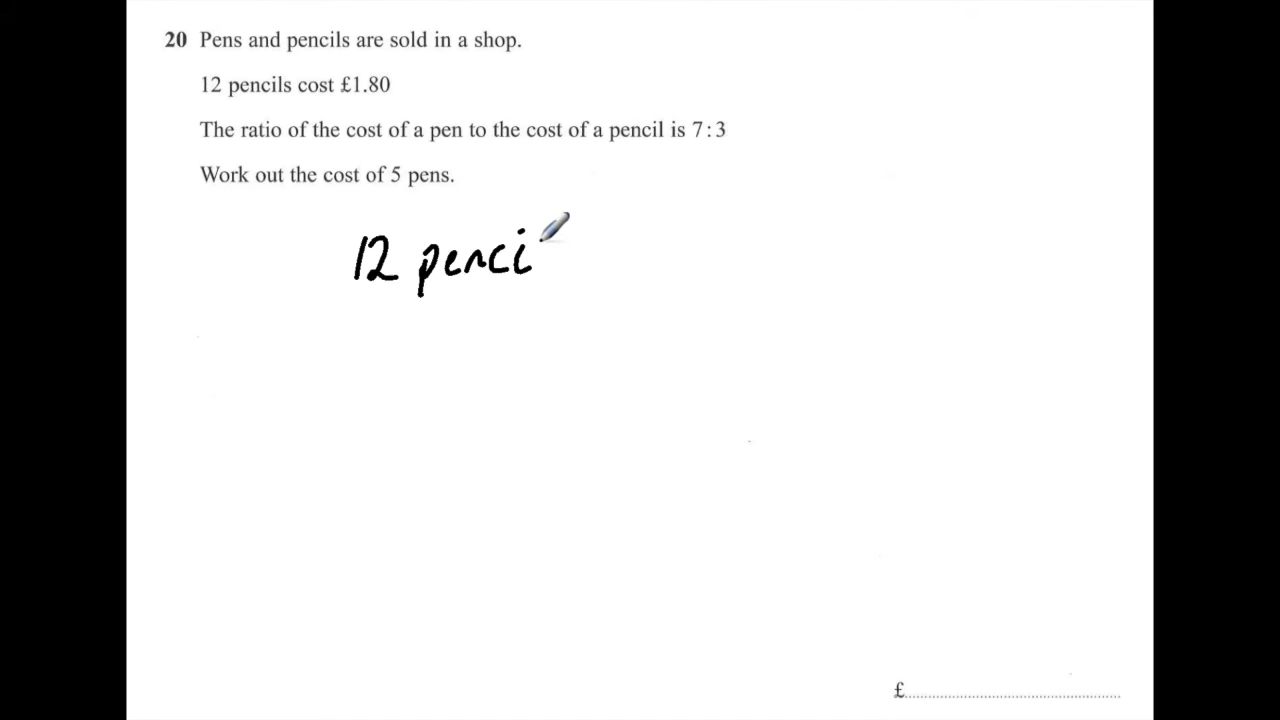 20 Pens and pencils are sold in a shop.
12 pencils cost £1.80
The ratio of the cost of a pen to the cost of a pencil is 7:3
Work out the cost of 5 pens.
12 penci
£